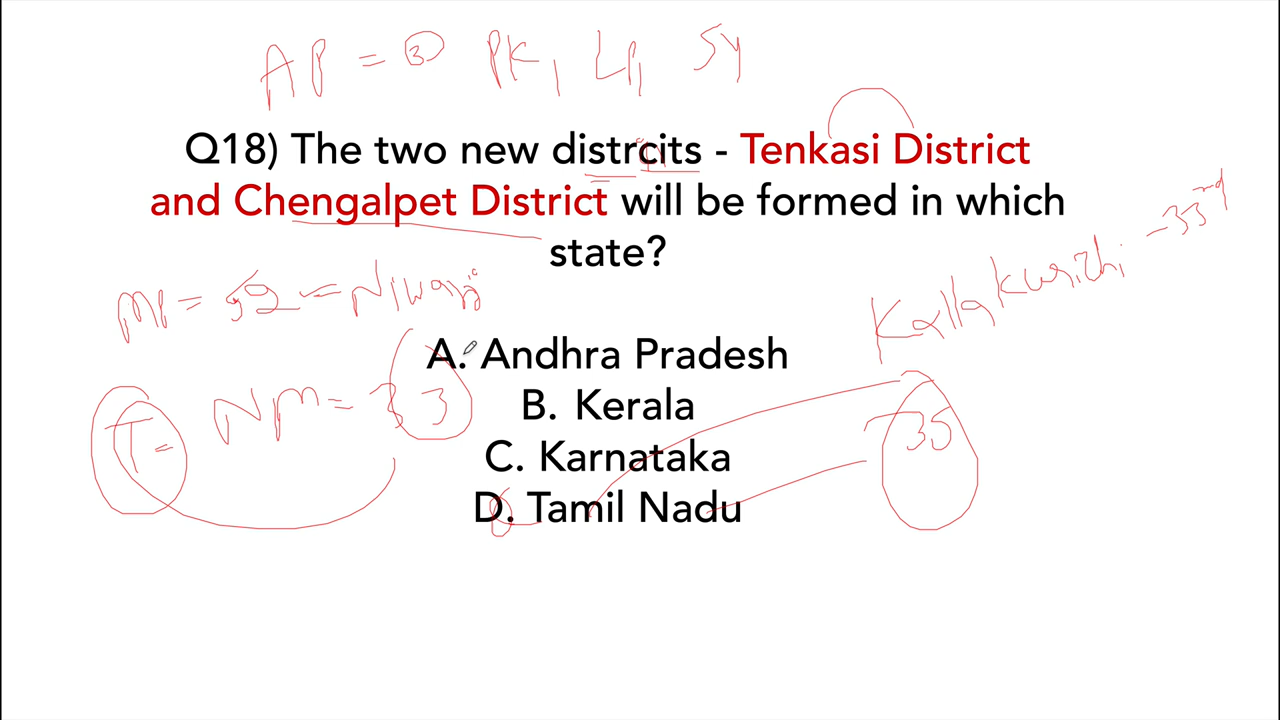 AP = 3 PK, LP, SY
Q18) The two new distrcits - Tenkasi District
and Chengalpet District will be formed in which
state?
Kallakurichi - 33rd
MP = 52 = Niwari
A. Andhra Pradesh
T = NM = 33
B. Kerala
35
C. Karnataka
D. Tamil Nadu